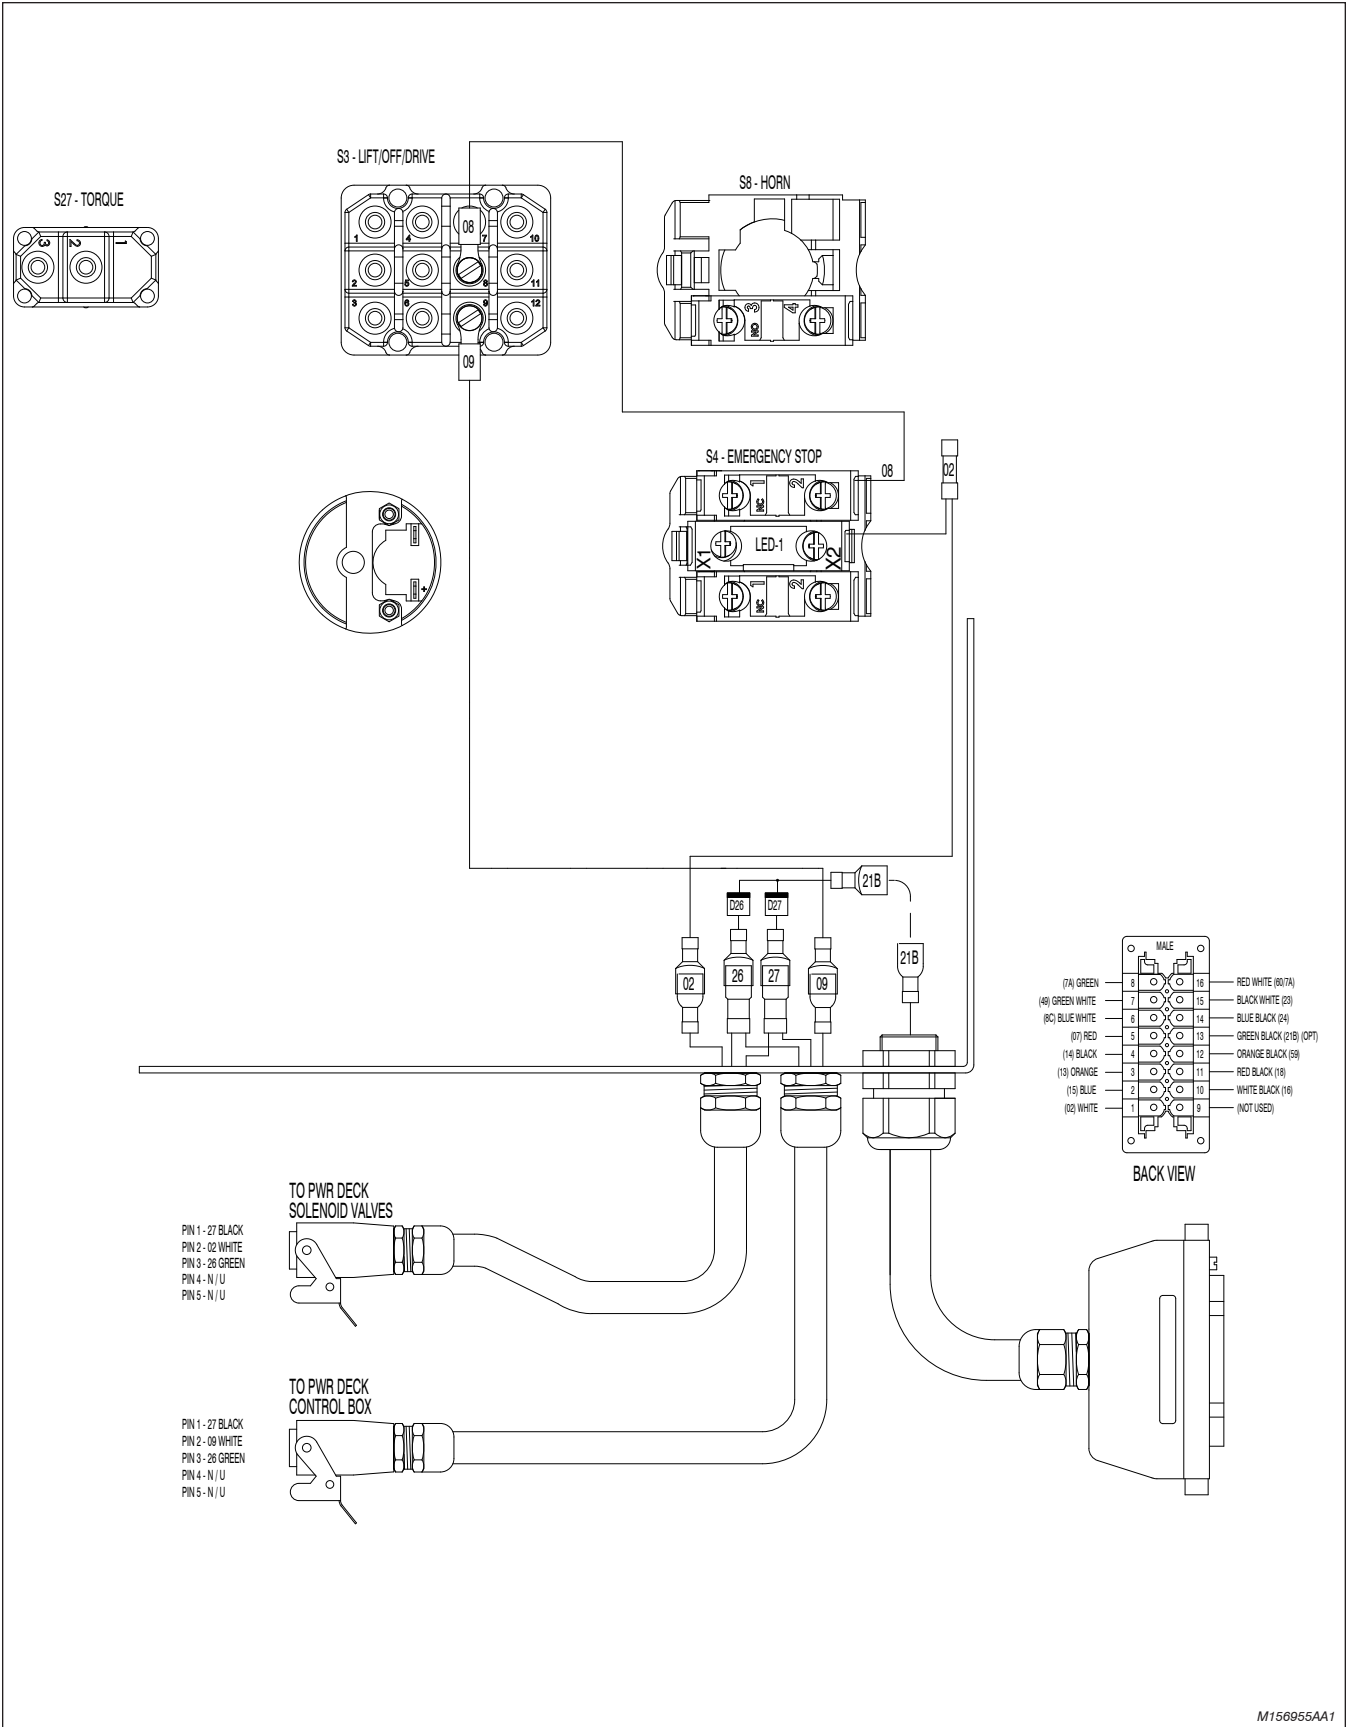 S3 - LIFT/OFF/DRIVE
S8 - HORN
S27 - TORQUE
3 2 1
1 4 7 10
2 5 8 11
3 6 9 12
08
09
NO 3 4
S4 - EMERGENCY STOP
08
02
NC 1 2
X1 LED-1 X2
NC 1 2
+
21B
D26 D27
02 26 27 09 21B
MALE
(7A) GREEN 8 16 RED WHITE (60/7A)
(49) GREEN WHITE 7 15 BLACK WHITE (23)
(8C) BLUE WHITE 6 14 BLUE BLACK (24)
(07) RED 5 13 GREEN BLACK (21B) (OPT)
(14) BLACK 4 12 ORANGE BLACK (59)
(13) ORANGE 3 11 RED BLACK (18)
(15) BLUE 2 10 WHITE BLACK (16)
(02) WHITE 1 9 (NOT USED)
BACK VIEW
TO PWR DECK
SOLENOID VALVES
PIN 1 - 27 BLACK
PIN 2 - 02 WHITE
PIN 3 - 26 GREEN
PIN 4 - N / U
PIN 5 - N / U
TO PWR DECK
CONTROL BOX
PIN 1 - 27 BLACK
PIN 2 - 09 WHITE
PIN 3 - 26 GREEN
PIN 4 - N / U
PIN 5 - N / U
M156955AA1